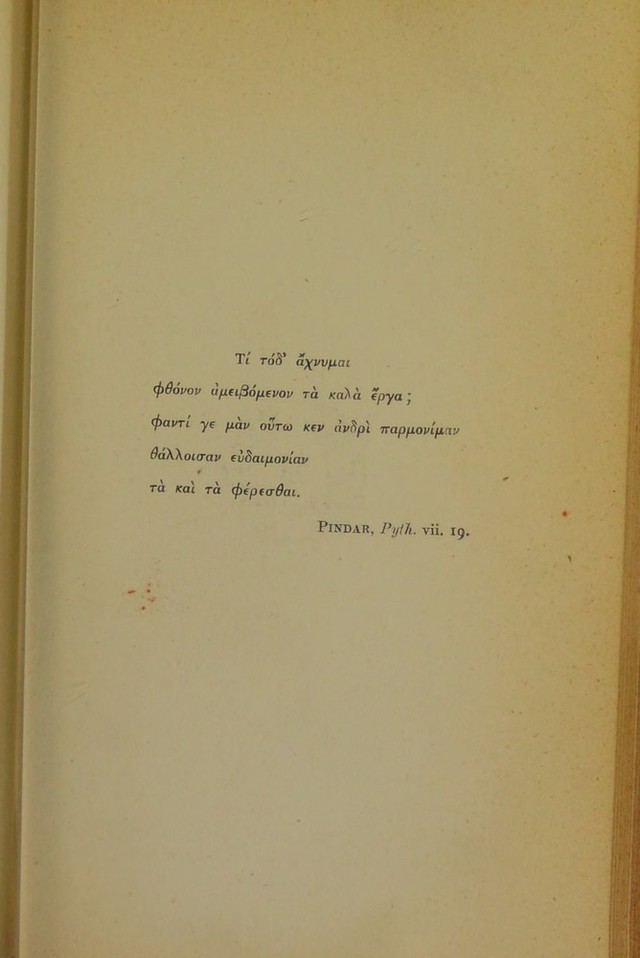 Τί τόδ’ ἄχνυμαι
φθόνον ἀμειβόμενον τὰ καλὰ ἔργα ;
φαντί γε μὰν οὕτω κεν ἀνδρὶ παρμονίμαν
θάλλοισαν εὐδαιμονίαν
τὰ καὶ τὰ φέρεσθαι.
PINDAR, Pyth. vii. 19.